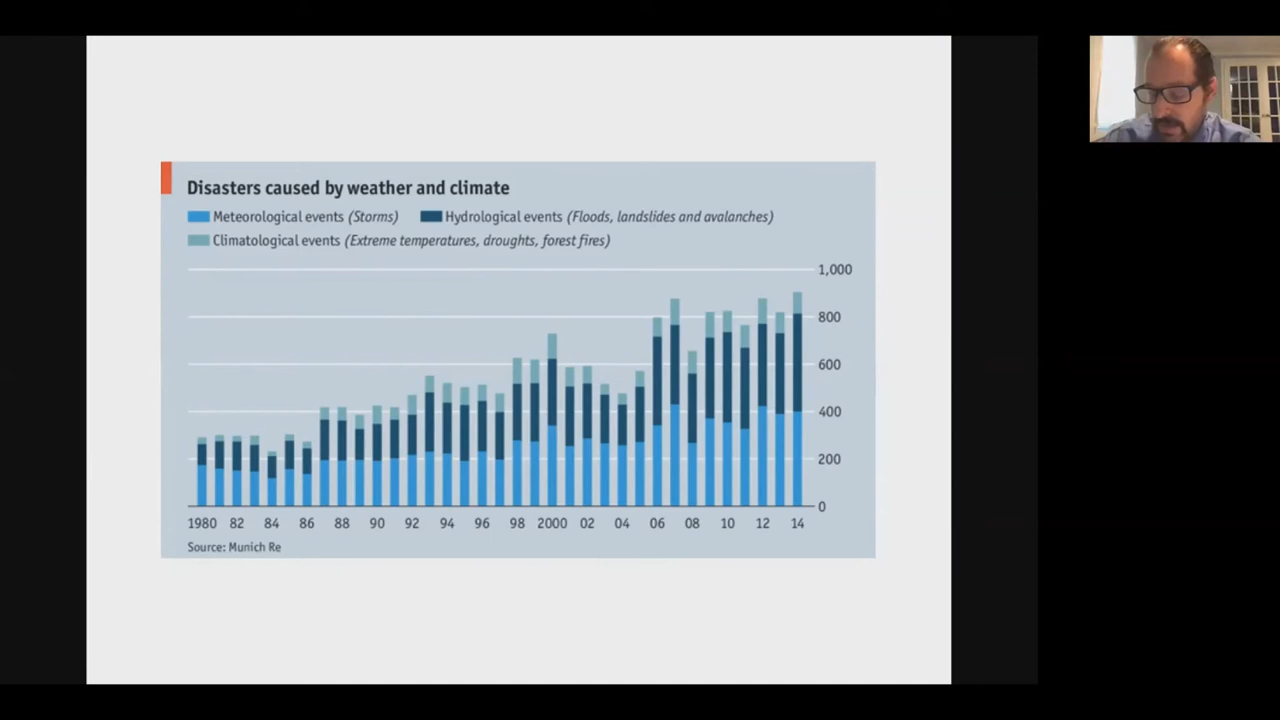 Disasters caused by weather and climate
Meteorological events (Storms) Hydrological events (Floods, landslides and avalanches)
Climatological events (Extreme temperatures, droughts, forest fires)
1,000
800
600
400
200
0
1980 82 84 86 88 90 92 94 96 98 2000 02 04 06 08 10 12 14
Source: Munich Re